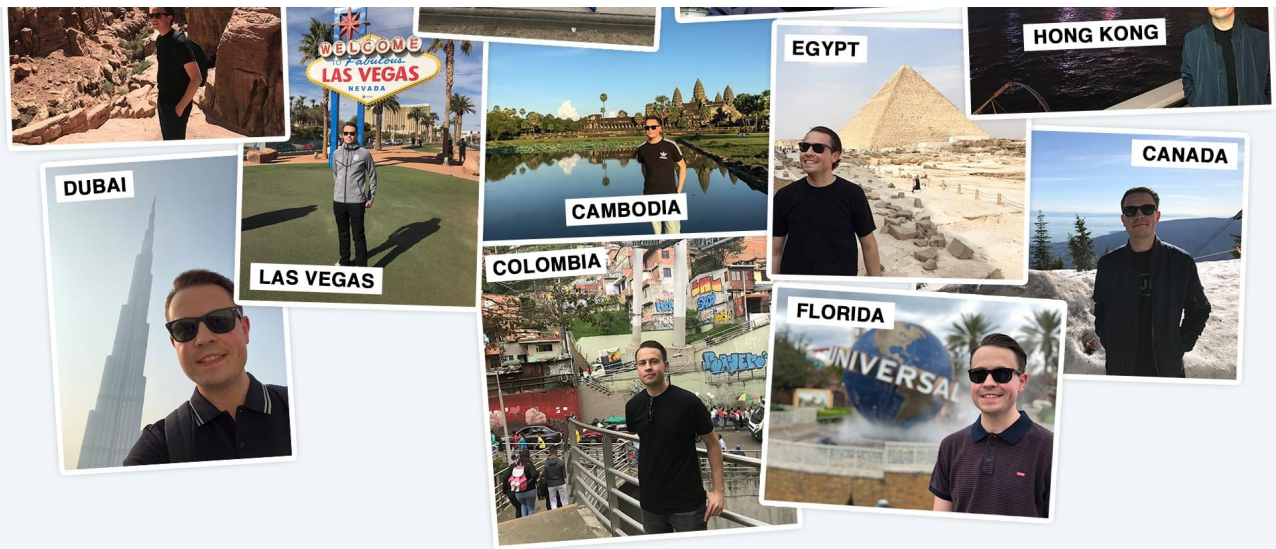 HONG KONG
EGYPT
WELCOME
TO Fabulous
LAS VEGAS
NEVADA
CANADA
DUBAI
CAMBODIA
COLOMBIA
LAS VEGAS
FLORIDA
UNIVERSAL